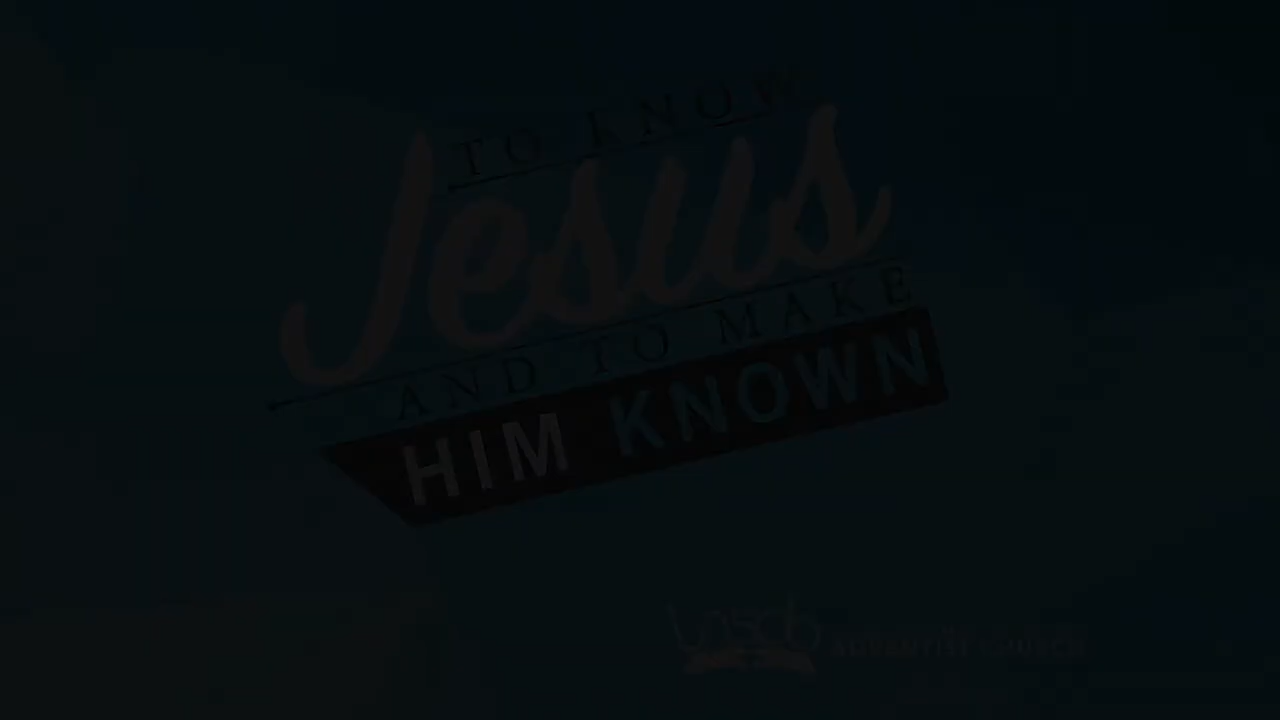 TO KNOW
Jesus
AND TO MAKE
HIM KNOWN
ADVENTIST CHURCH